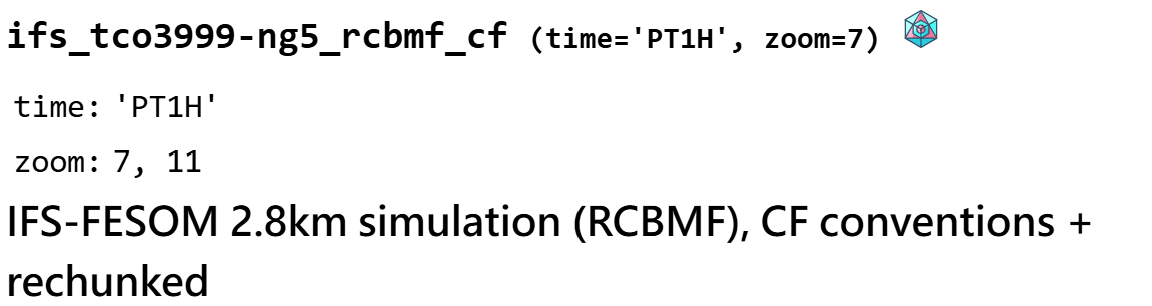 ifs_tco3999-ng5_rcbmf_cf (time='PT1H', zoom=7)
time: 'PT1H'
zoom: 7, 11
IFS-FESOM 2.8km simulation (RCBMF), CF conventions +
rechunked